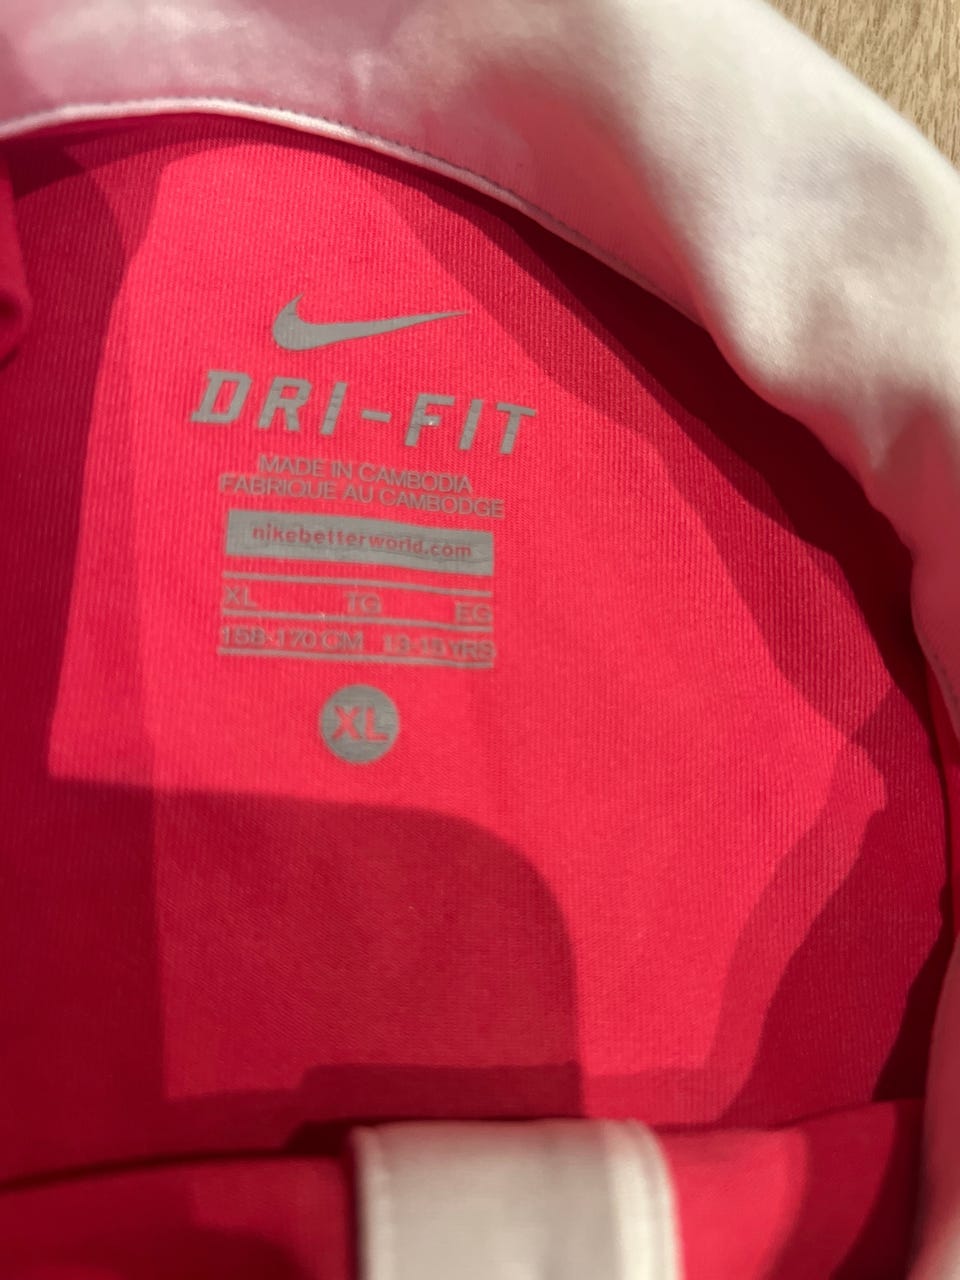 DRI-FIT
MADE IN CAMBODIA
FABRIQUE AU CAMBODGE
nikebetterworld.com
XL TG EG
158-170 CM 13-15 YRS
XL